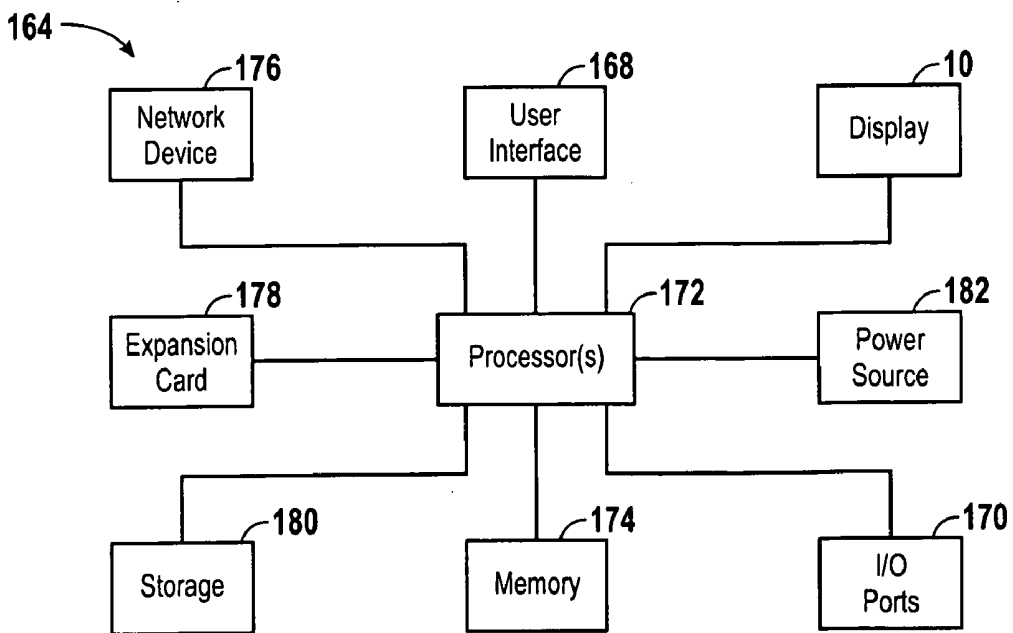 164
176
168
10
Network
Device
User
Interface
Display
178
172
182
Expansion
Card
Processor(s)
Power
Source
180
174
170
Storage
Memory
I/O
Ports